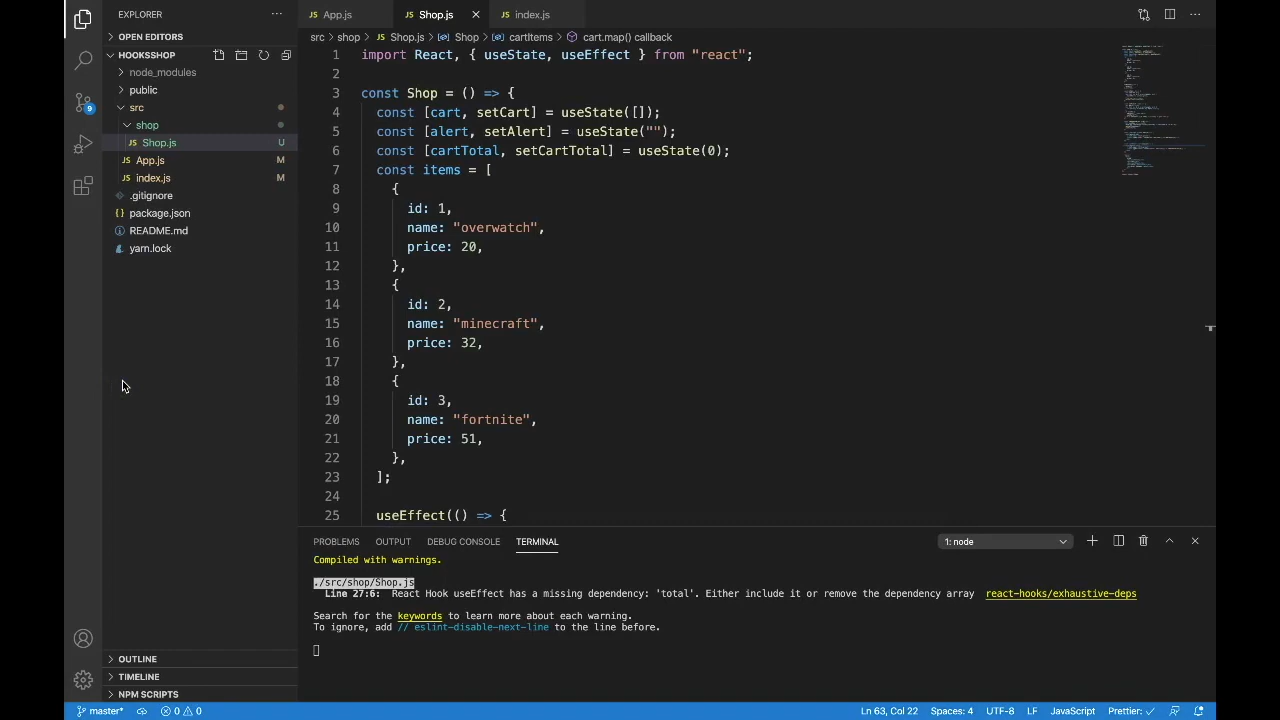 EXPLORER
···
App.js
Shop.js
index.js
···
OPEN EDITORS
src > shop > Shop.js > Shop > cartItems > cart.map() callback
HOOKSSHOP
node_modules
public
src
shop
Shop.js U
App.js M
index.js M
.gitignore
package.json
README.md
yarn.lock
9
1 import React, { useState, useEffect } from "react";
2
3 const Shop = () => {
4 const [cart, setCart] = useState([]);
5 const [alert, setAlert] = useState("");
6 const [cartTotal, setCartTotal] = useState(0);
7 const items = [
8 {
9 id: 1,
10 name: "overwatch",
11 price: 20,
12 },
13 {
14 id: 2,
15 name: "minecraft",
16 price: 32,
17 },
18 {
19 id: 3,
20 name: "fortnite",
21 price: 51,
22 },
23 ];
24
25 useEffect(() => {
PROBLEMS OUTPUT DEBUG CONSOLE TERMINAL
1: node
Compiled with warnings.
./src/shop/Shop.js
Line 27:6: React Hook useEffect has a missing dependency: 'total'. Either include it or remove the dependency array react-hooks/exhaustive-deps
Search for the keywords to learn more about each warning.
To ignore, add // eslint-disable-next-line to the line before.
OUTLINE
TIMELINE
NPM SCRIPTS
master* 0 0 Ln 63, Col 22 Spaces: 4 UTF-8 LF JavaScript Prettier: ✓